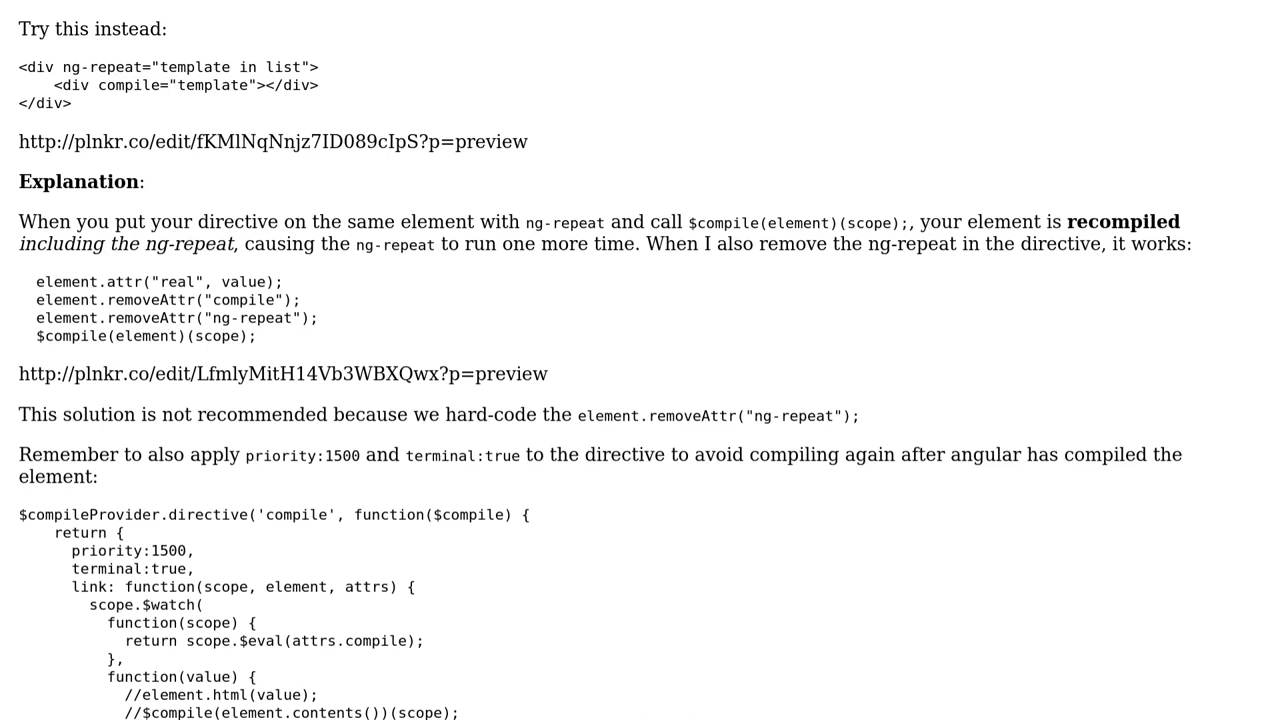 Try this instead:
<div ng-repeat="template in list">
    <div compile="template"></div>
</div>
http://plnkr.co/edit/fKMlNqNnjz7ID089cIpS?p=preview
Explanation:
When you put your directive on the same element with ng-repeat and call $compile(element)(scope);, your element is recompiled
including the ng-repeat, causing the ng-repeat to run one more time. When I also remove the ng-repeat in the directive, it works:
  element.attr("real", value);
  element.removeAttr("compile");
  element.removeAttr("ng-repeat");
  $compile(element)(scope);
http://plnkr.co/edit/LfmlyMitH14Vb3WBXQwx?p=preview
This solution is not recommended because we hard-code the element.removeAttr("ng-repeat");
Remember to also apply priority:1500 and terminal:true to the directive to avoid compiling again after angular has compiled the
element:
$compileProvider.directive('compile', function($compile) {
    return {
      priority:1500,
      terminal:true,
      link: function(scope, element, attrs) {
        scope.$watch(
          function(scope) {
            return scope.$eval(attrs.compile);
          },
          function(value) {
            //element.html(value);
            //$compile(element.contents())(scope);